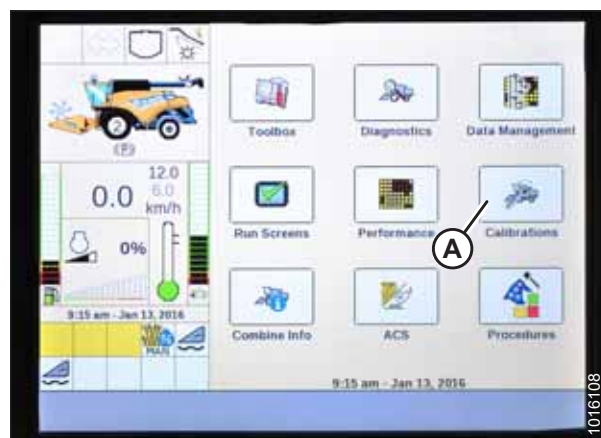 2
(P)
12.0
0.0
6.0
km/h
0%
9:15 am - Jan 13, 2016
MAN
Toolbox
Diagnostics
Data Management
Run Screens
Performance
Calibrations
A
Combine Info
ACS
Procedures
9:15 am - Jan 13, 2016
1016108